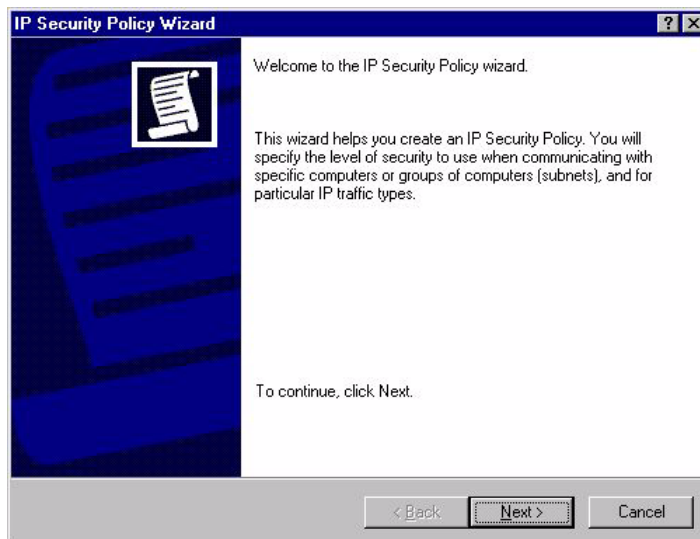 IP Security Policy Wizard
Welcome to the IP Security Policy wizard.
This wizard helps you create an IP Security Policy. You will
specify the level of security to use when communicating with
specific computers or groups of computers (subnets), and for
particular IP traffic types.
To continue, click Next.
< Back
Next >
Cancel